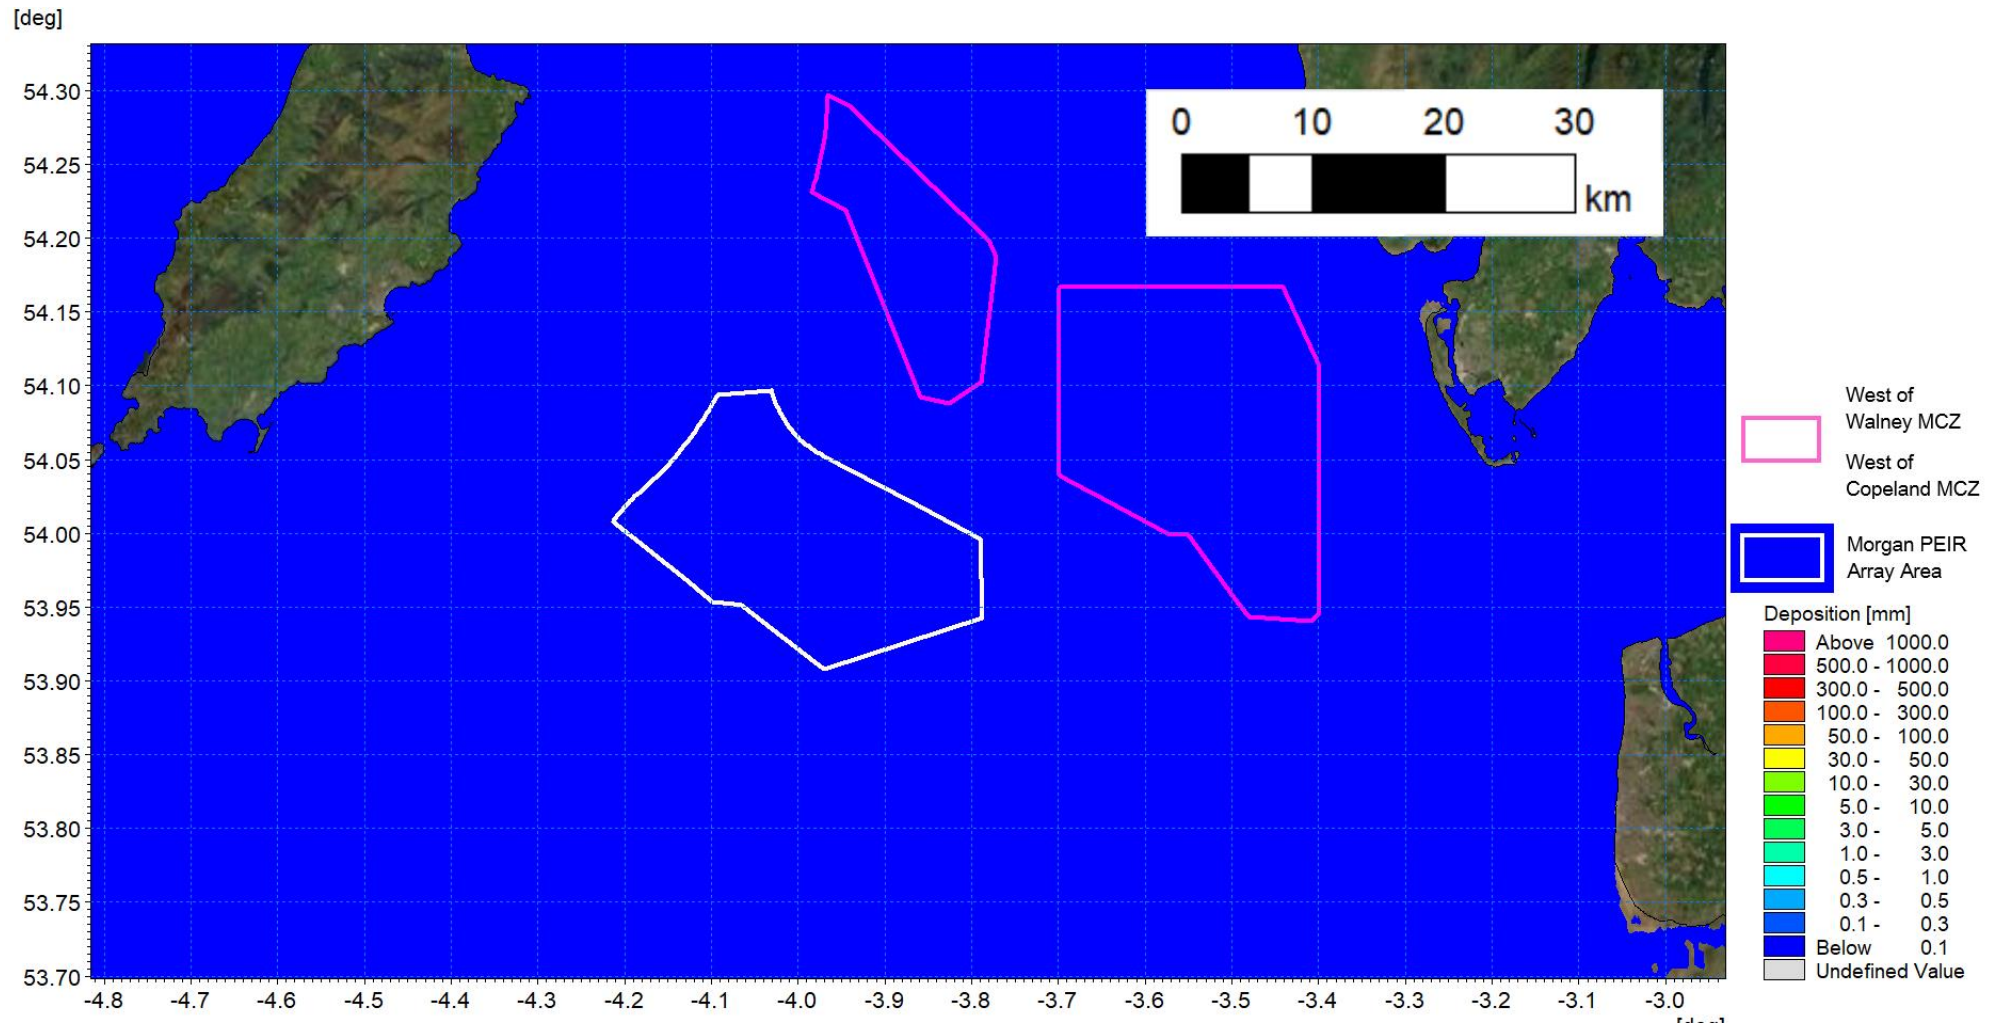 [deg]
54.30
54.25
54.20
54.15
54.10
54.05
54.00
53.95
53.90
53.85
53.80
53.75
53.70
-4.8 -4.7 -4.6 -4.5 -4.4 -4.3 -4.2 -4.1 -4.0 -3.9 -3.8 -3.7 -3.6 -3.5 -3.4 -3.3 -3.2 -3.1 -3.0
[deg]
0 10 20 30
km
West of
Walney MCZ
West of
Copeland MCZ
Morgan PEIR
Array Area
Deposition [mm]
Above 1000.0
500.0 - 1000.0
300.0 - 500.0
100.0 - 300.0
50.0 - 100.0
30.0 - 50.0
10.0 - 30.0
5.0 - 10.0
3.0 - 5.0
1.0 - 3.0
0.5 - 1.0
0.3 - 0.5
0.1 - 0.3
Below 0.1
Undefined Value